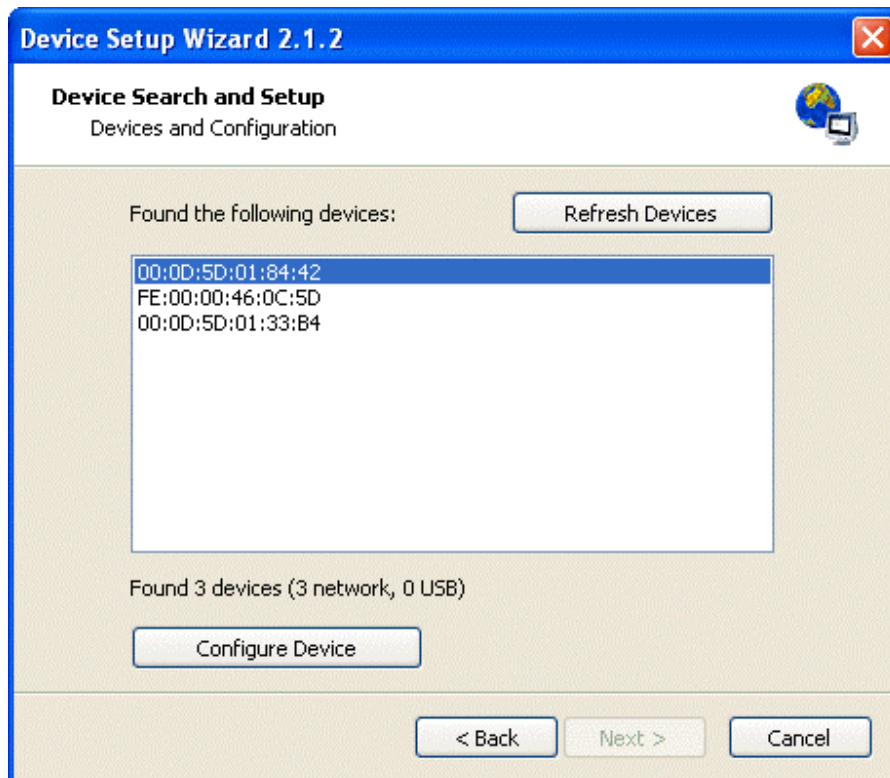 Device Setup Wizard 2.1.2
Device Search and Setup
Devices and Configuration
Found the following devices:
Refresh Devices
00:0D:5D:01:84:42
FE:00:00:46:0C:5D
00:0D:5D:01:33:B4
Found 3 devices (3 network, 0 USB)
Configure Device
< Back
Next >
Cancel